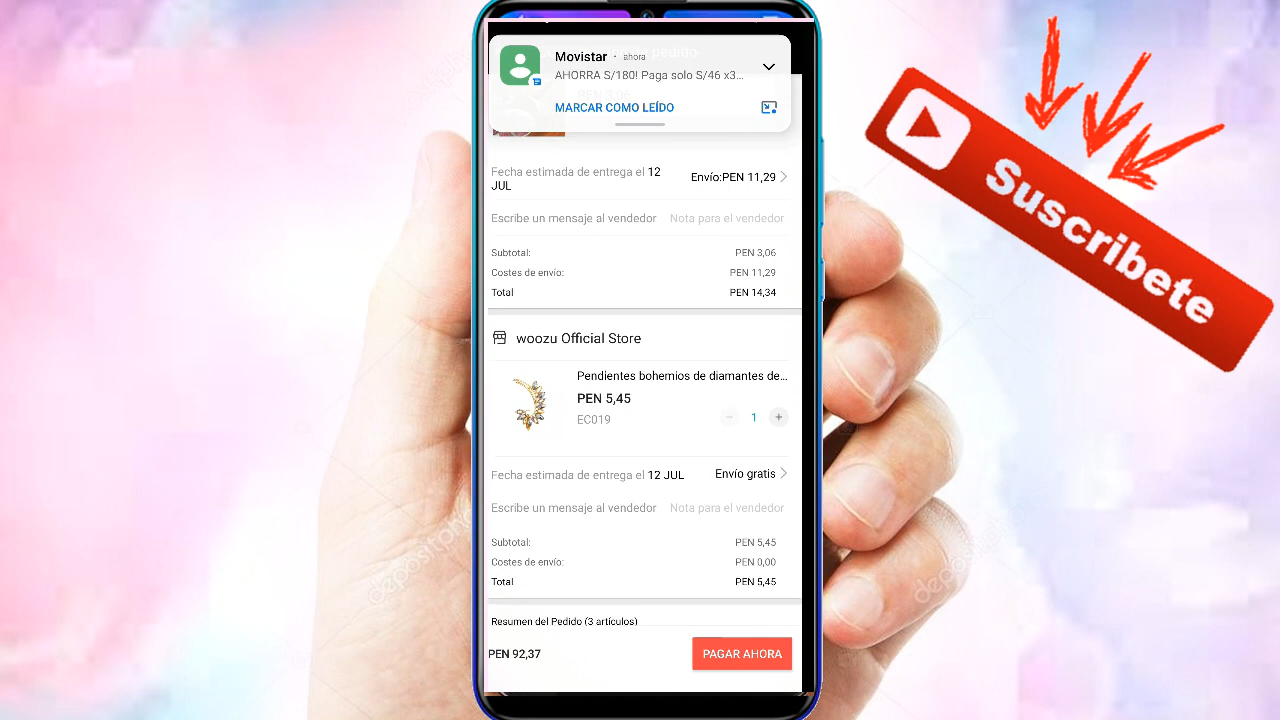 pedido
Movistar · ahora
AHORRA S/180! Paga solo S/46 x3...
PEN 3,06
MARCAR COMO LEÍDO
Fecha estimada de entrega el 12 JUL
Envío:PEN 11,29
Escribe un mensaje al vendedor Nota para el vendedor
Subtotal: PEN 3,06
Costes de envío: PEN 11,29
Total PEN 14,34
woozu Official Store
Pendientes bohemios de diamantes de...
PEN 5,45
EC019 − 1 +
Fecha estimada de entrega el 12 JUL Envío gratis
Escribe un mensaje al vendedor Nota para el vendedor
Subtotal: PEN 5,45
Costes de envío: PEN 0,00
Total PEN 5,45
Resumen del Pedido (3 artículos)
PEN 92,37 PAGAR AHORA
Suscribete
depositphotos